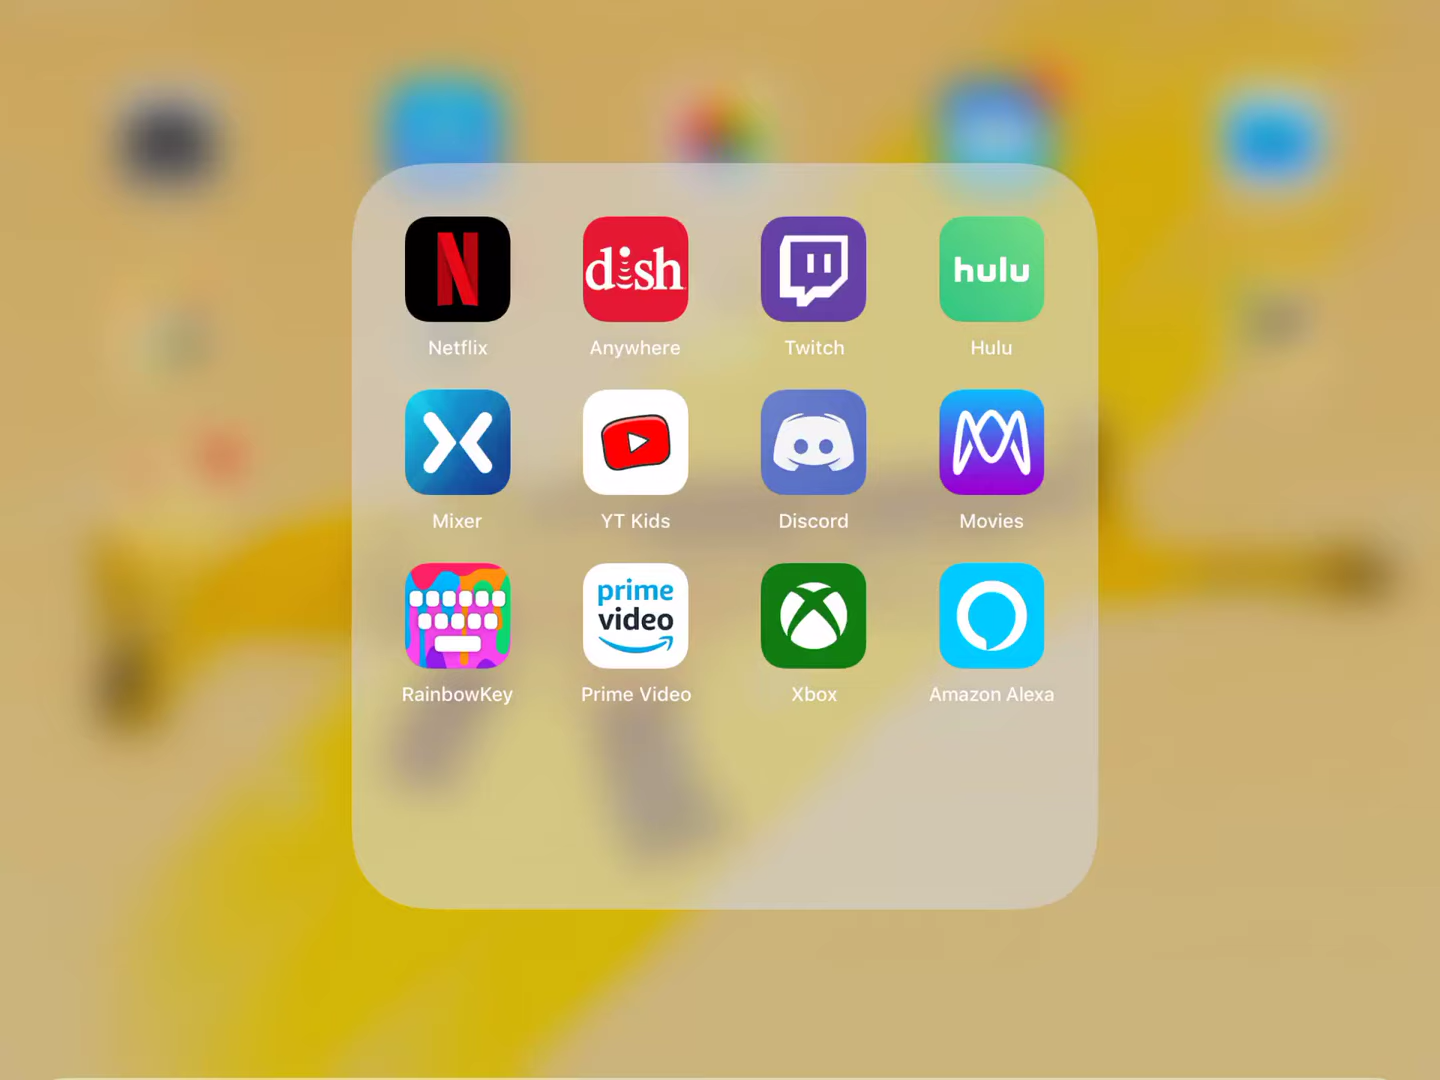 N
dish
hulu
Netflix
Anywhere
Twitch
Hulu
Mixer
YT Kids
Discord
Movies
prime
video
RainbowKey
Prime Video
Xbox
Amazon Alexa